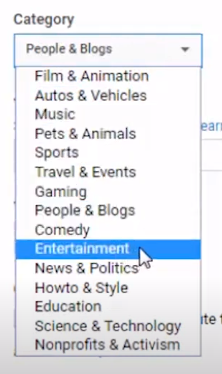 Category
People & Blogs
Film & Animation
Autos & Vehicles
Music
Pets & Animals
Sports
Travel & Events
Gaming
People & Blogs
Comedy
Entertainment
News & Politics
Howto & Style
Education
Science & Technology
Nonprofits & Activism